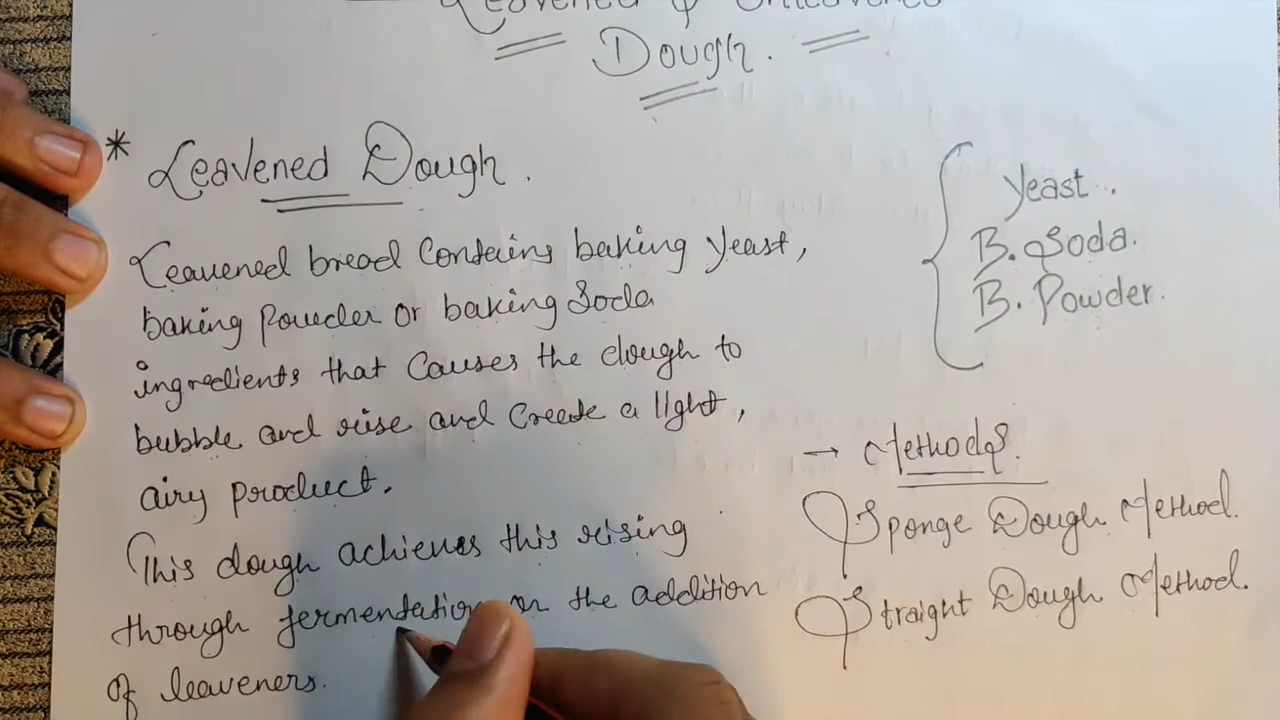 Leavened & Unleavened
Dough.
* Leavened Dough.
Leavened bread contains baking yeast,
baking powder or baking soda
ingredients that causes the dough to
bubble and rise and create a light,
airy product.
This dough achieves this rising
through fermentation or the addition
of leaveners.
Yeast..
B. Soda.
B. Powder.
→ Methods.
Sponge Dough Method.
Straight Dough Method.